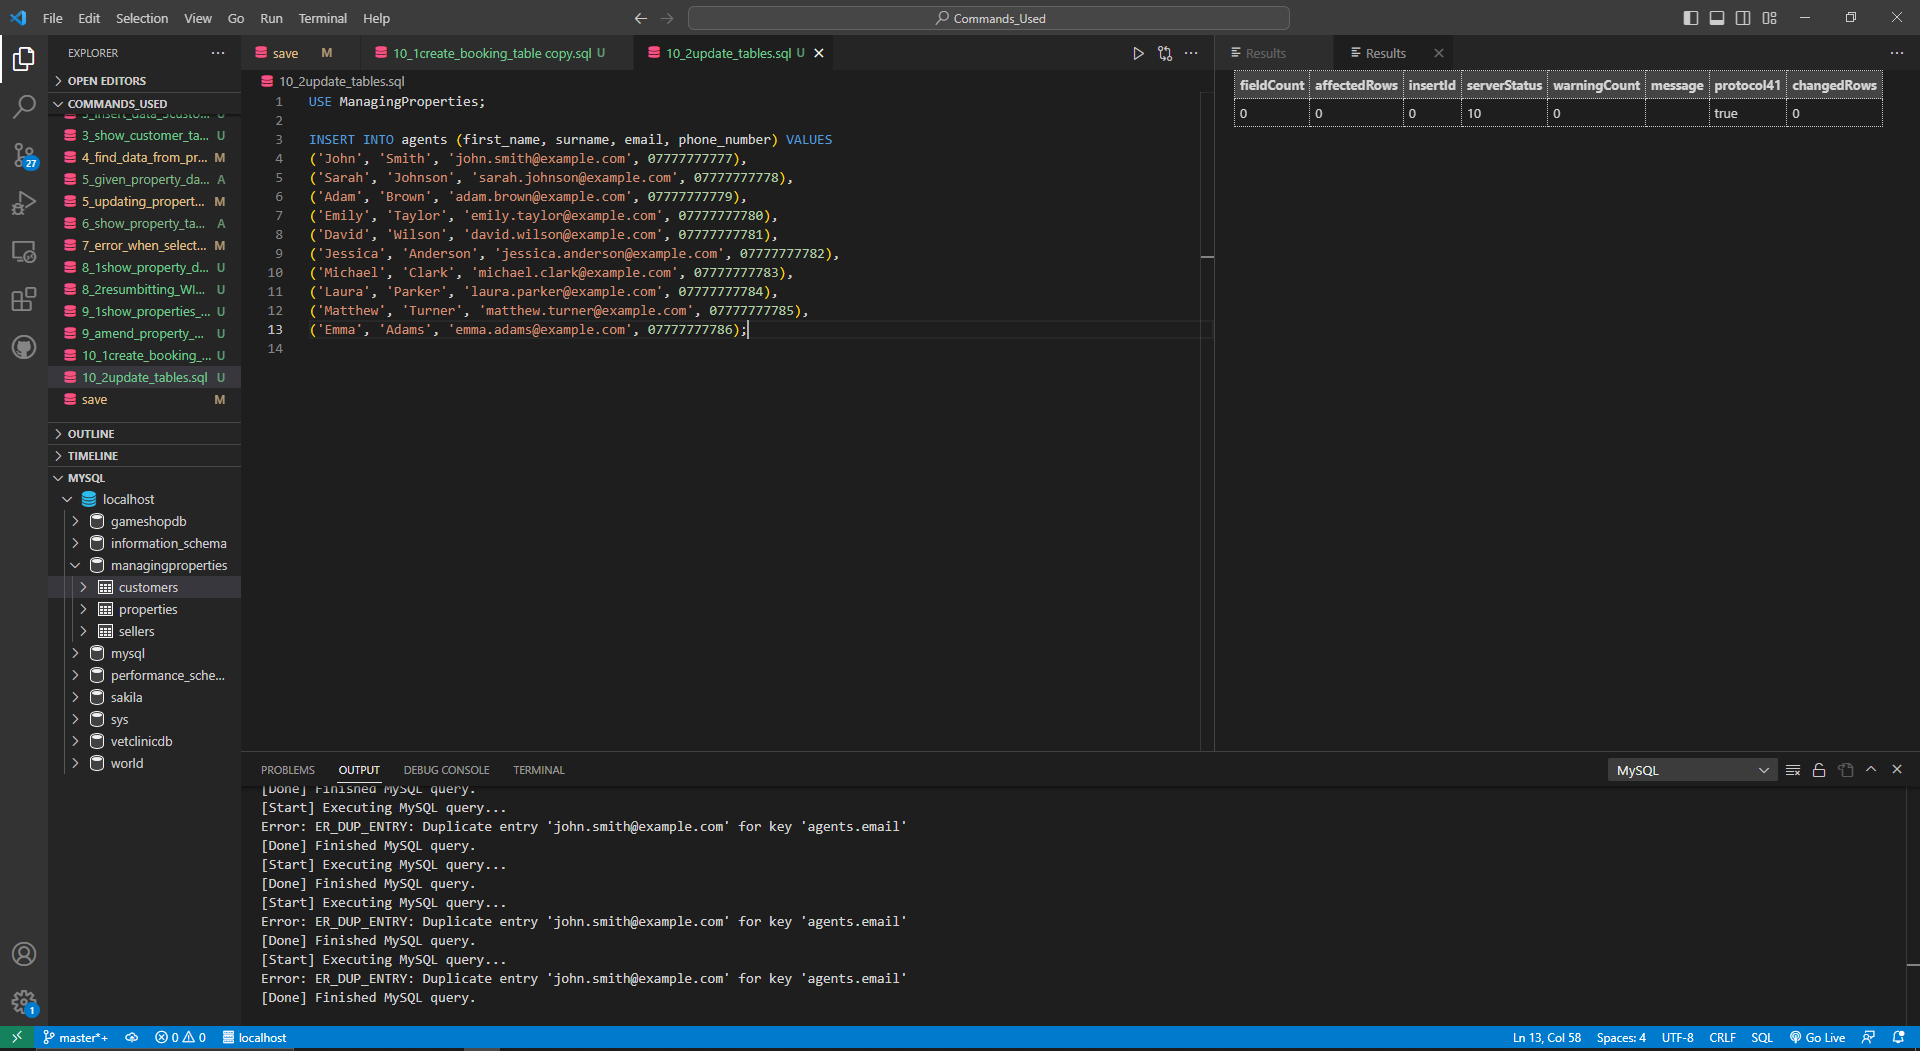 File Edit Selection View Go Run Terminal Help
Commands_Used
EXPLORER
OPEN EDITORS
COMMANDS_USED
3_show_customer_ta... U
4_find_data_from_pr... M
5_given_property_da... A
5_updating_propert... M
6_show_property_ta... A
7_error_when_select... M
8_1show_property_d... U
8_2resumbitting_WI... U
9_1show_properties_... U
9_amend_property_... U
10_1create_booking_... U
10_2update_tables.sql U
save M
OUTLINE
TIMELINE
MYSQL
localhost
gameshopdb
information_schema
managingproperties
customers
properties
sellers
mysql
performance_sche...
sakila
sys
vetclinicdb
world
27
1
save M
10_1create_booking_table copy.sql U
10_2update_tables.sql U
10_2update_tables.sql
1 USE ManagingProperties;
2
3 INSERT INTO agents (first_name, surname, email, phone_number) VALUES
4 ('John', 'Smith', 'john.smith@example.com', 07777777777),
5 ('Sarah', 'Johnson', 'sarah.johnson@example.com', 07777777778),
6 ('Adam', 'Brown', 'adam.brown@example.com', 07777777779),
7 ('Emily', 'Taylor', 'emily.taylor@example.com', 07777777780),
8 ('David', 'Wilson', 'david.wilson@example.com', 07777777781),
9 ('Jessica', 'Anderson', 'jessica.anderson@example.com', 07777777782),
10 ('Michael', 'Clark', 'michael.clark@example.com', 07777777783),
11 ('Laura', 'Parker', 'laura.parker@example.com', 07777777784),
12 ('Matthew', 'Turner', 'matthew.turner@example.com', 07777777785),
13 ('Emma', 'Adams', 'emma.adams@example.com', 07777777786);
14
Results
Results
fieldCount affectedRows insertId serverStatus warningCount message protocol41 changedRows
0 0 0 10 0 true 0
PROBLEMS OUTPUT DEBUG CONSOLE TERMINAL
MySQL
[Done] Finished MySQL query.
[Start] Executing MySQL query...
Error: ER_DUP_ENTRY: Duplicate entry 'john.smith@example.com' for key 'agents.email'
[Done] Finished MySQL query.
[Start] Executing MySQL query...
[Done] Finished MySQL query.
[Start] Executing MySQL query...
Error: ER_DUP_ENTRY: Duplicate entry 'john.smith@example.com' for key 'agents.email'
[Done] Finished MySQL query.
[Start] Executing MySQL query...
Error: ER_DUP_ENTRY: Duplicate entry 'john.smith@example.com' for key 'agents.email'
[Done] Finished MySQL query.
master*+ 0 0 localhost
Ln 13, Col 58 Spaces: 4 UTF-8 CRLF SQL Go Live